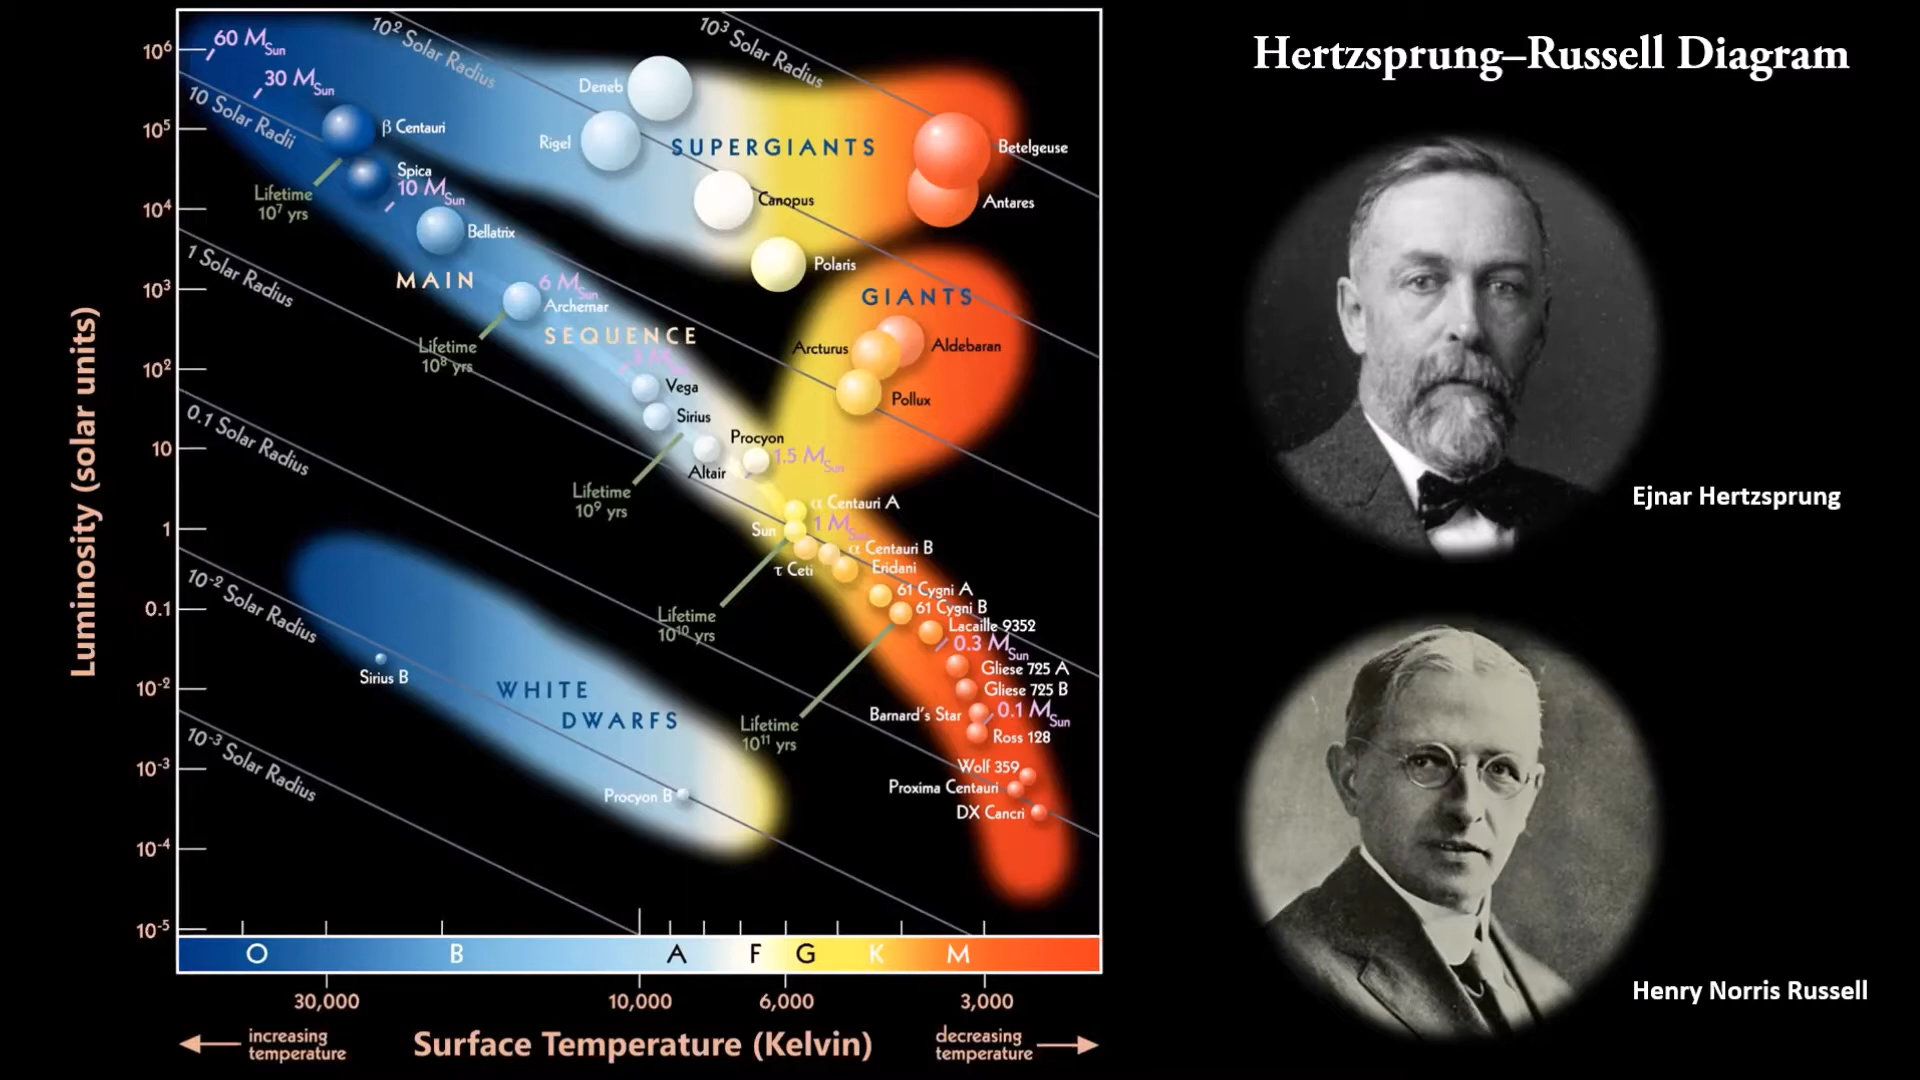 Hertzsprung–Russell Diagram
10² Solar Radius
10³ Solar Radius
60 MSun
30 MSun
10 Solar Radii
1 Solar Radius
0.1 Solar Radius
10-2 Solar Radius
10-3 Solar Radius
Luminosity (solar units)
10⁶
10⁵
10⁴
10³
10²
10
1
0.1
10-2
10-3
10-4
10-5
Deneb
Rigel
β Centauri
SUPERGIANTS
Betelgeuse
Spica
10 MSun
Lifetime
10⁷ yrs
Canopus
Antares
Bellatrix
Polaris
MAIN
6 MSun
Archernar
GIANTS
SEQUENCE
Lifetime
10⁸ yrs
Arcturus
Aldebaran
Vega
Pollux
Sirius
Procyon
1.5 MSun
Altair
Lifetime
10⁹ yrs
α Centauri A
1 MSun
Sun
α Centauri B
τ Ceti
Eridani
61 Cygni A
61 Cygni B
Lifetime
10¹⁰ yrs
Lacaille 9352
0.3 MSun
Gliese 725 A
Gliese 725 B
Sirius B
WHITE
DWARFS
Barnard's Star
0.1 MSun
Ross 128
Lifetime
10¹¹ yrs
Wolf 359
Proxima Centauri
Procyon B
DX Cancri
O B A F G K M
30,000 10,000 6,000 3,000
increasing
temperature
Surface Temperature (Kelvin)
decreasing
temperature
Ejnar Hertzsprung
Henry Norris Russell